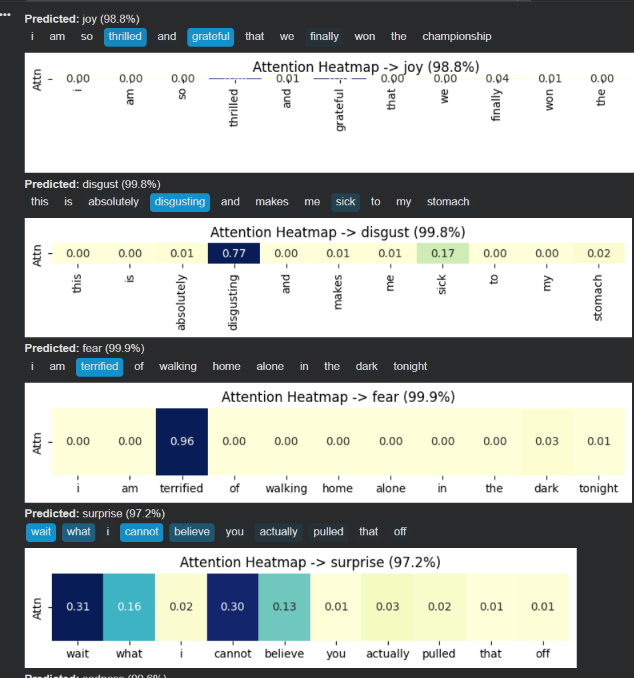 Predicted: joy (98.8%)
i am so thrilled and grateful that we finally won the championship
Attention Heatmap -> joy (98.8%)
Attn
0.00 0.00 0.00 0.01 0.00 0.00 0.04 0.01 0.00
i am so thrilled and grateful that we finally won the
Predicted: disgust (99.8%)
this is absolutely disgusting and makes me sick to my stomach
Attention Heatmap -> disgust (99.8%)
Attn
0.00 0.00 0.01 0.77 0.00 0.01 0.01 0.17 0.00 0.00 0.02
this is absolutely disgusting and makes me sick to my stomach
Predicted: fear (99.9%)
i am terrified of walking home alone in the dark tonight
Attention Heatmap -> fear (99.9%)
Attn
0.00 0.00 0.96 0.00 0.00 0.00 0.00 0.00 0.00 0.03 0.01
i am terrified of walking home alone in the dark tonight
Predicted: surprise (97.2%)
wait what i cannot believe you actually pulled that off
Attention Heatmap -> surprise (97.2%)
Attn
0.31 0.16 0.02 0.30 0.13 0.01 0.03 0.02 0.01 0.01
wait what i cannot believe you actually pulled that off